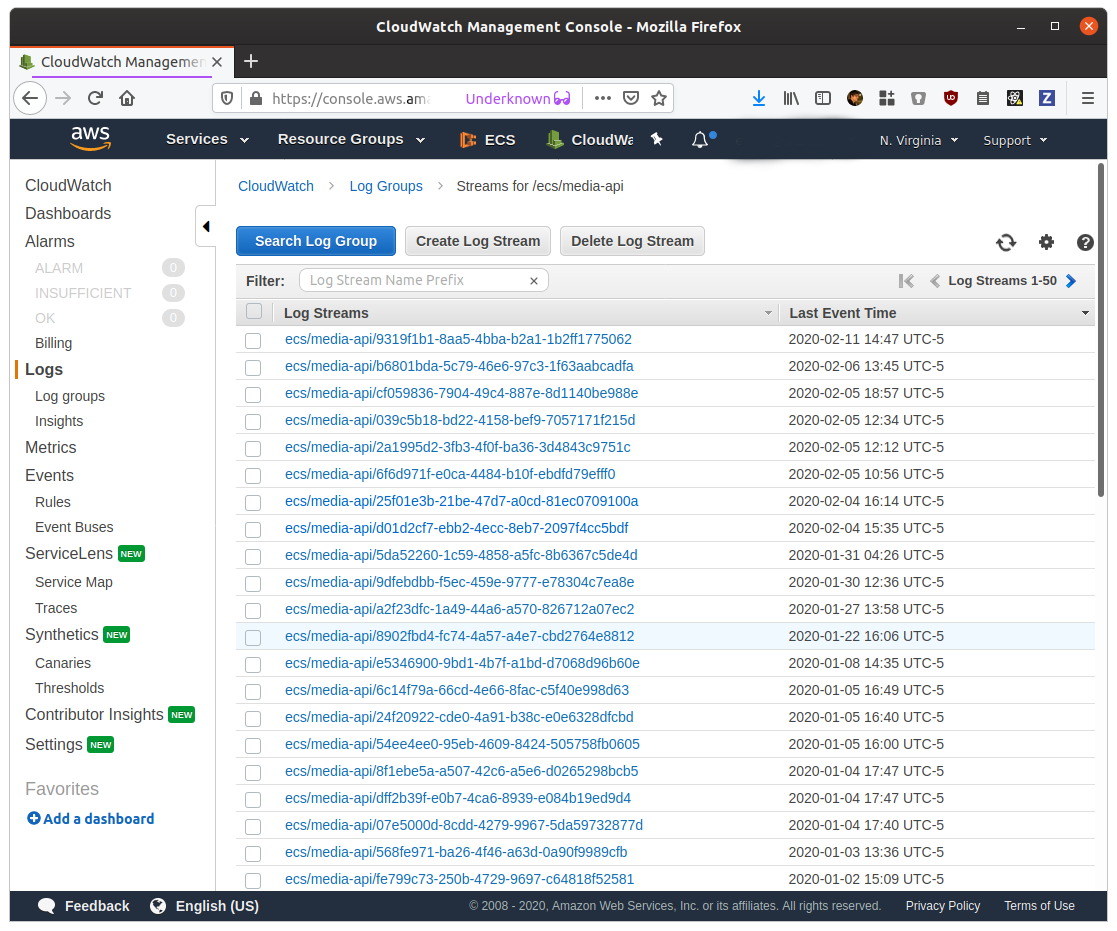 CloudWatch Management Console - Mozilla Firefox
CloudWatch Managemen
https://console.aws.am
Underknown
aws
Services
Resource Groups
ECS
CloudWa
N. Virginia
Support
CloudWatch
Dashboards
Alarms
ALARM 0
INSUFFICIENT 0
OK 0
Billing
Logs
Log groups
Insights
Metrics
Events
Rules
Event Buses
ServiceLens NEW
Service Map
Traces
Synthetics NEW
Canaries
Thresholds
Contributor Insights NEW
Settings NEW
Favorites
Add a dashboard
CloudWatch > Log Groups > Streams for /ecs/media-api
Search Log Group
Create Log Stream
Delete Log Stream
Filter: Log Stream Name Prefix
Log Streams 1-50
Log Streams Last Event Time
ecs/media-api/9319f1b1-8aa5-4bba-b2a1-1b2ff1775062 2020-02-11 14:47 UTC-5
ecs/media-api/b6801bda-5c79-46e6-97c3-1f63aabcadfa 2020-02-06 13:45 UTC-5
ecs/media-api/cf059836-7904-49c4-887e-8d1140be988e 2020-02-05 18:57 UTC-5
ecs/media-api/039c5b18-bd22-4158-bef9-7057171f215d 2020-02-05 12:34 UTC-5
ecs/media-api/2a1995d2-3fb3-4f0f-ba36-3d4843c9751c 2020-02-05 12:12 UTC-5
ecs/media-api/6f6d971f-e0ca-4484-b10f-ebdfd79efff0 2020-02-05 10:56 UTC-5
ecs/media-api/25f01e3b-21be-47d7-a0cd-81ec0709100a 2020-02-04 16:14 UTC-5
ecs/media-api/d01d2cf7-ebb2-4ecc-8eb7-2097f4cc5bdf 2020-02-04 15:35 UTC-5
ecs/media-api/5da52260-1c59-4858-a5fc-8b6367c5de4d 2020-01-31 04:26 UTC-5
ecs/media-api/9dfebdbb-f5ec-459e-9777-e78304c7ea8e 2020-01-30 12:36 UTC-5
ecs/media-api/a2f23dfc-1a49-44a6-a570-826712a07ec2 2020-01-27 13:58 UTC-5
ecs/media-api/8902fbd4-fc74-4a57-a4e7-cbd2764e8812 2020-01-22 16:06 UTC-5
ecs/media-api/e5346900-9bd1-4b7f-a1bd-d7068d96b60e 2020-01-08 14:35 UTC-5
ecs/media-api/6c14f79a-66cd-4e66-8fac-c5f40e998d63 2020-01-05 16:49 UTC-5
ecs/media-api/24f20922-cde0-4a91-b38c-e0e6328dfcbd 2020-01-05 16:40 UTC-5
ecs/media-api/54ee4ee0-95eb-4609-8424-505758fb0605 2020-01-05 16:00 UTC-5
ecs/media-api/8f1ebe5a-a507-42c6-a5e6-d0265298bcb5 2020-01-04 17:47 UTC-5
ecs/media-api/dff2b39f-e0b7-4ca6-8939-e084b19ed9d4 2020-01-04 17:47 UTC-5
ecs/media-api/07e5000d-8cdd-4279-9967-5da59732877d 2020-01-04 17:40 UTC-5
ecs/media-api/568fe971-ba26-4f46-a63d-0a90f9989cfb 2020-01-03 13:36 UTC-5
ecs/media-api/fe799c73-250b-4729-9697-c64818f52581 2020-01-02 15:09 UTC-5
Feedback
English (US)
© 2008 - 2020, Amazon Web Services, Inc. or its affiliates. All rights reserved.
Privacy Policy
Terms of Use